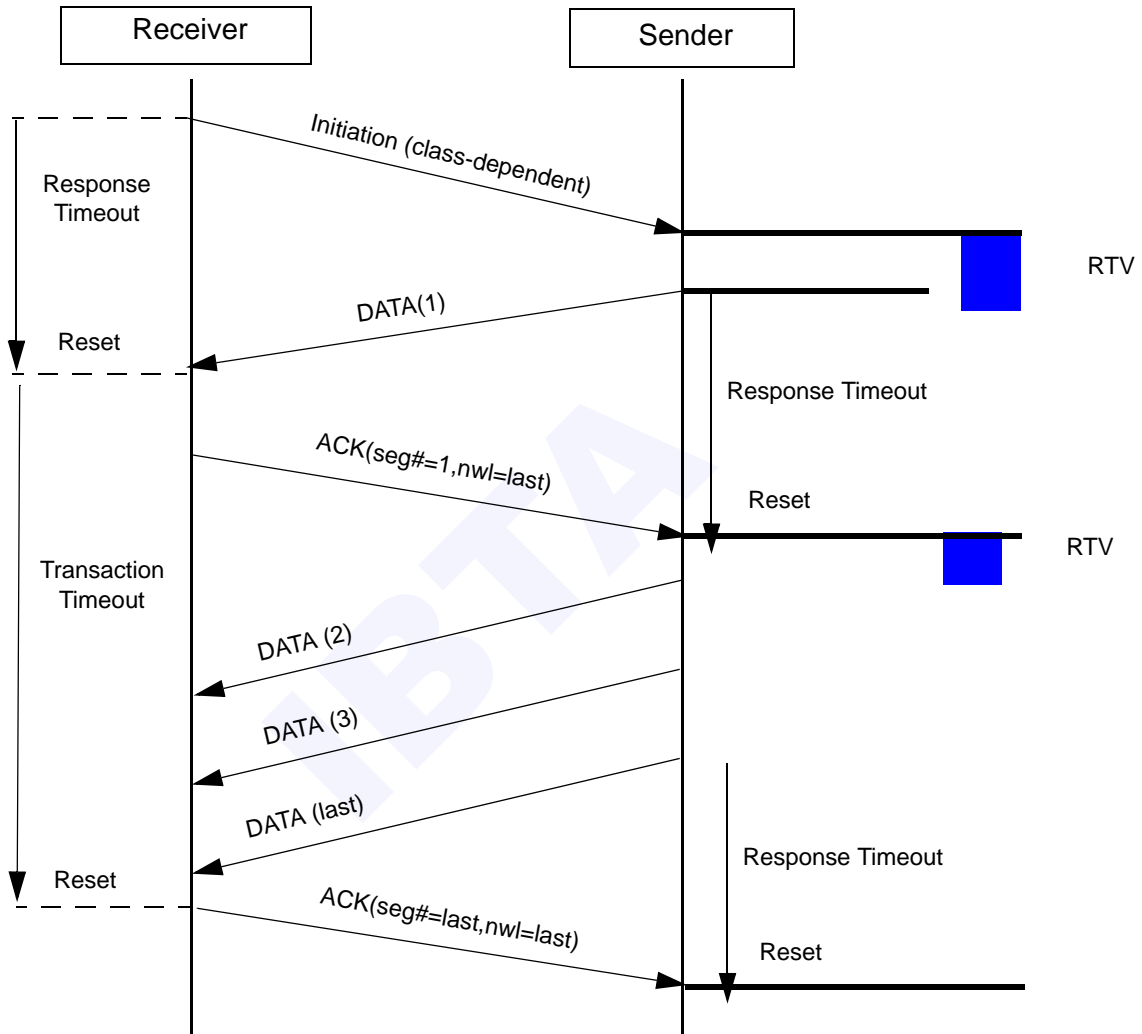 Receiver
Sender
Initiation (class-dependent)
Response
Timeout
RTV
DATA(1)
Reset
Response Timeout
ACK(seg#=1,nwl=last)
Reset
RTV
Transaction
Timeout
DATA (2)
DATA (3)
DATA (last)
Response Timeout
Reset
ACK(seg#=last,nwl=last)
Reset
IBTA